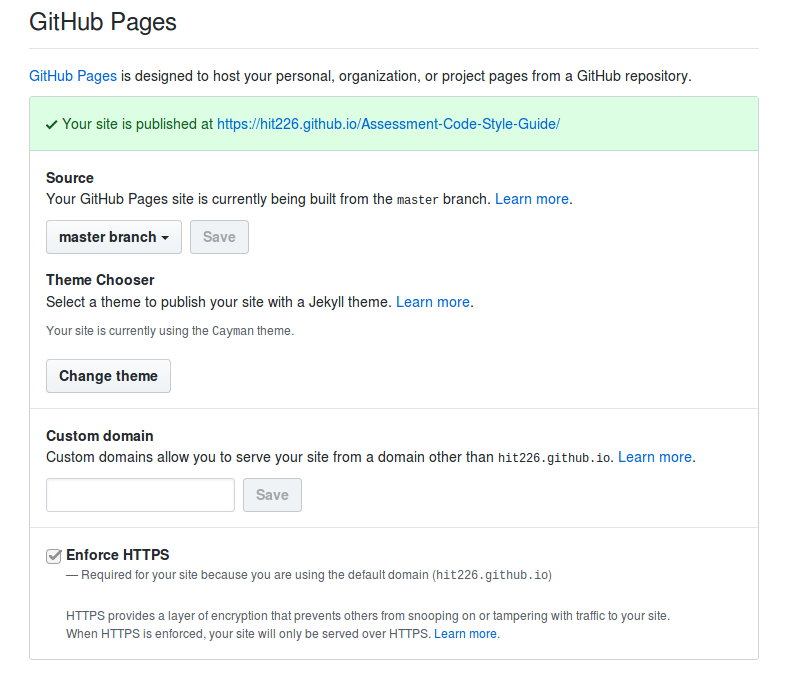 GitHub Pages
GitHub Pages is designed to host your personal, organization, or project pages from a GitHub repository.
Your site is published at https://hit226.github.io/Assessment-Code-Style-Guide/
Source
Your GitHub Pages site is currently being built from the master branch. Learn more.
master branch Save
Theme Chooser
Select a theme to publish your site with a Jekyll theme. Learn more.
Your site is currently using the Cayman theme.
Change theme
Custom domain
Custom domains allow you to serve your site from a domain other than hit226.github.io. Learn more.
Save
Enforce HTTPS
— Required for your site because you are using the default domain (hit226.github.io)
HTTPS provides a layer of encryption that prevents others from snooping on or tampering with traffic to your site.
When HTTPS is enforced, your site will only be served over HTTPS. Learn more.